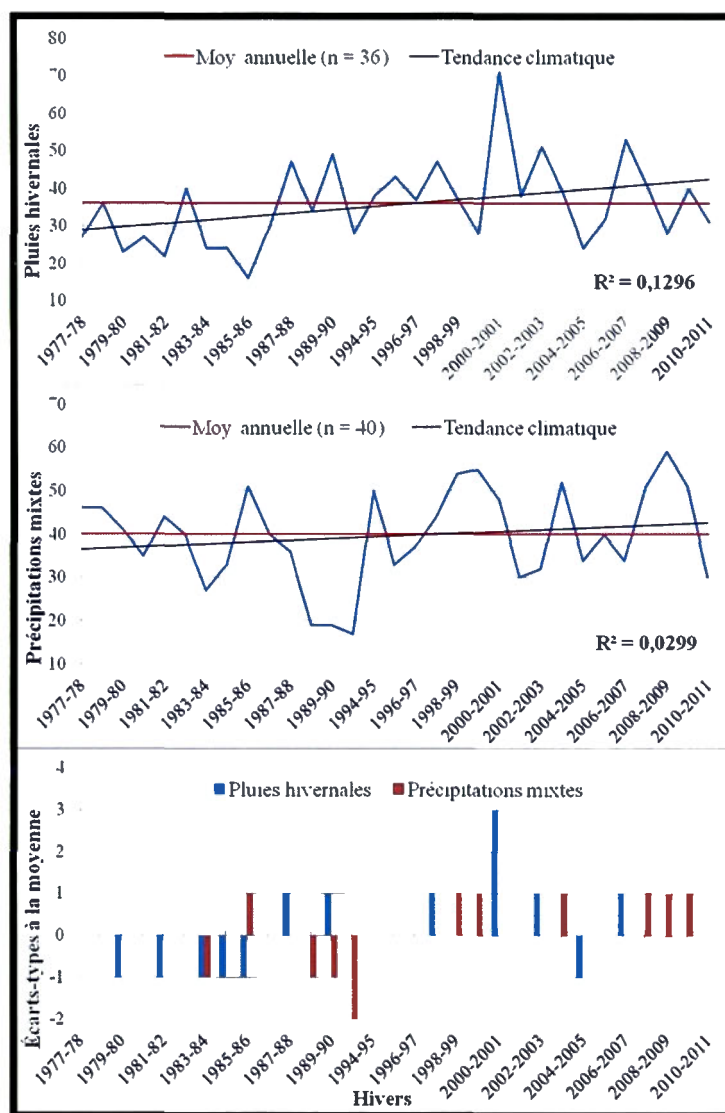 80
70
60
50
40
30
20
10
Pluies hivernales
Moy annuelle (n = 36) Tendance climatique
R² = 0,1296
1977-78 1979-80 1981-82 1983-84 1985-86 1987-88 1989-90 1994-95 1996-97 1998-99 2000-2001 2002-2003 2004-2005 2006-2007 2008-2009 2010-2011
70
60
50
40
30
20
10
Précipitations mixtes
Moy annuelle (n = 40) Tendance climatique
R² = 0,0299
1977-78 1979-80 1981-82 1983-84 1985-86 1987-88 1989-90 1994-95 1996-97 1998-99 2000-2001 2002-2003 2004-2005 2006-2007 2008-2009 2010-2011
4
3
2
1
0
-1
-2
Écarts-types à la moyenne
Pluies hivernales Précipitations mixtes
1977-78 1979-80 1981-82 1983-84 1985-86 1987-88 1989-90 1994-95 1996-97 1998-99 2000-2001 2002-2003 2004-2005 2006-2007 2008-2009 2010-2011
Hivers